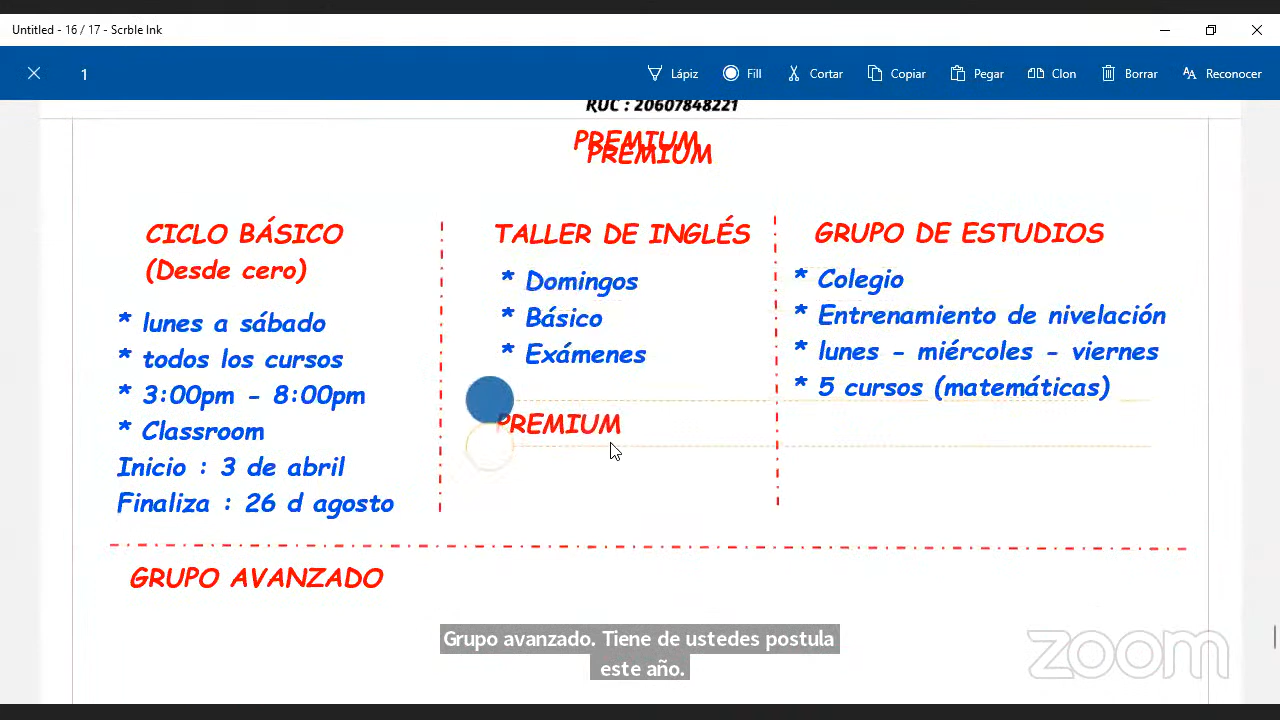 Untitled - 16 / 17 - Scrble Ink
1
Lápiz
Fill
Cortar
Copiar
Pegar
Clon
Borrar
Reconocer
RUC : 20607848221
PREMIUM
PREMIUM
CICLO BÁSICO
(Desde cero)
* lunes a sábado
* todos los cursos
* 3:00pm - 8:00pm
* Classroom
Inicio : 3 de abril
Finaliza : 26 d agosto
TALLER DE INGLÉS
* Domingos
* Básico
* Exámenes
PREMIUM
GRUPO DE ESTUDIOS
* Colegio
* Entrenamiento de nivelación
* lunes - miércoles - viernes
* 5 cursos (matemáticas)
GRUPO AVANZADO
Grupo avanzado. Tiene de ustedes postula
este año.
zoom